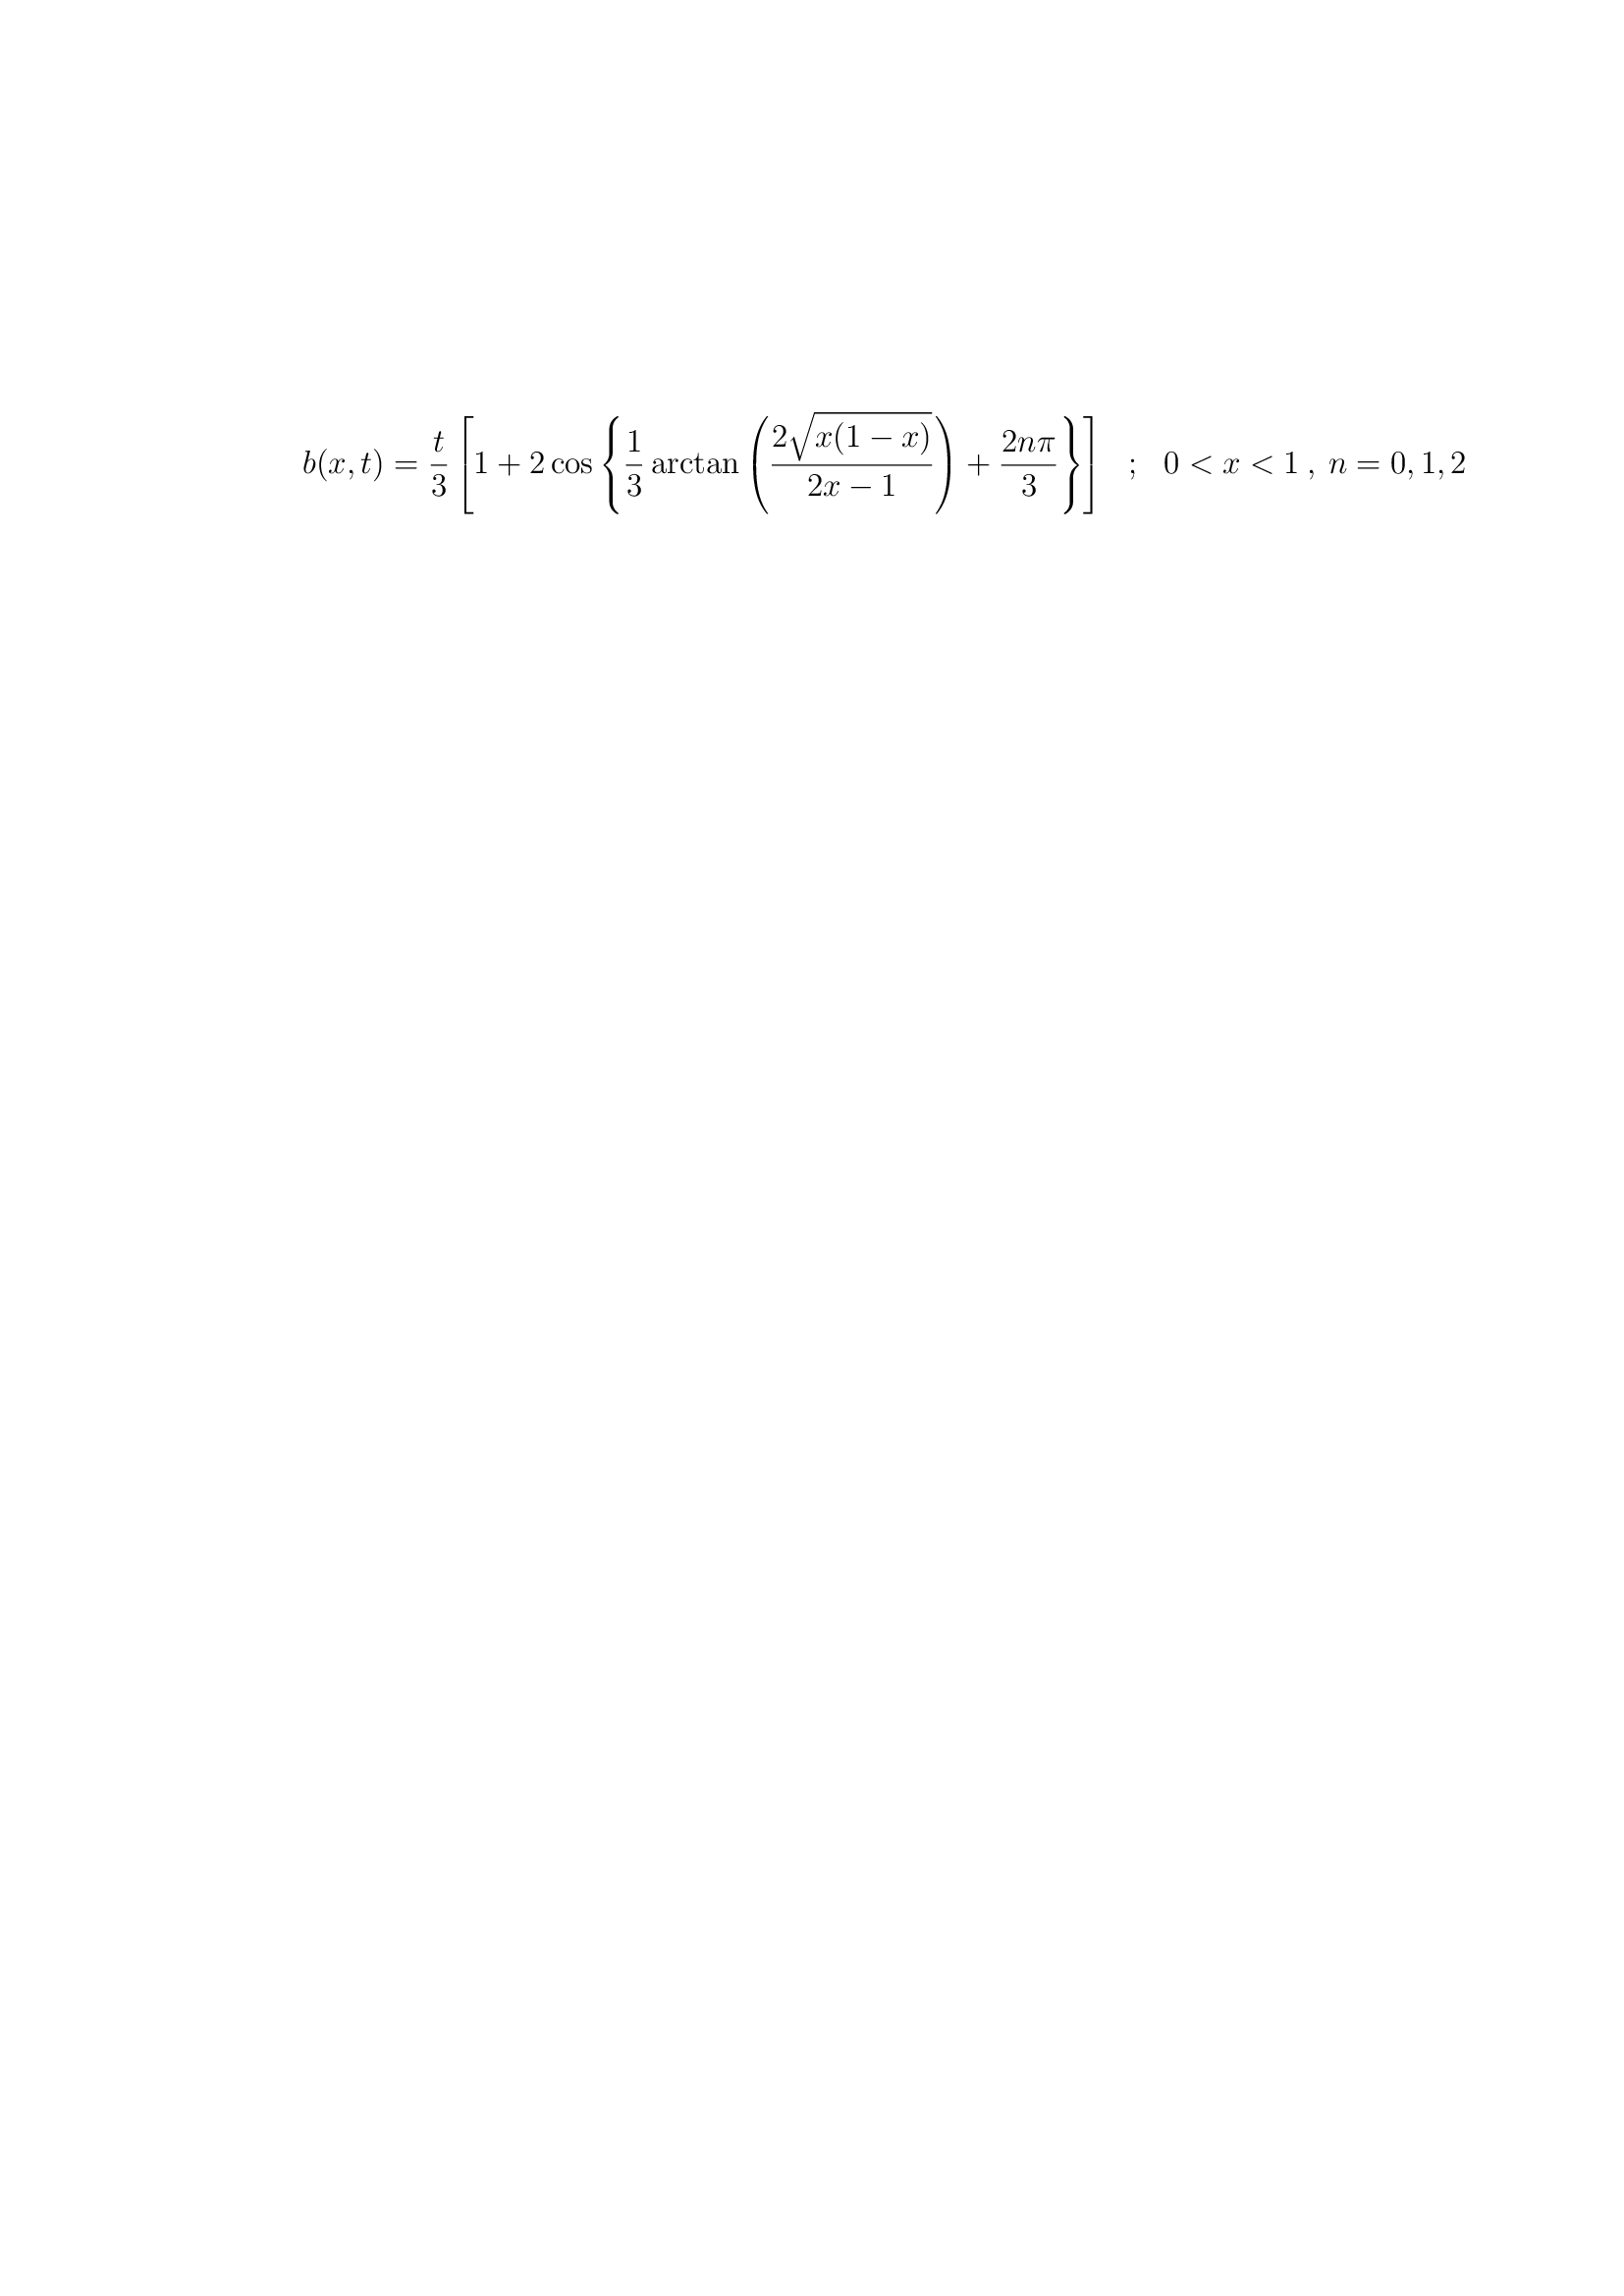 b(x, t) = \frac{t}{3} \left[ 1 + 2 \cos \left\{ \frac{1}{3} \arctan \left( \frac{2\sqrt{x(1-x)}}{2x-1} \right) + \frac{2n\pi}{3} \right\} \right] \quad ; \quad 0 < x < 1 \, , \; n = 0, 1, 2